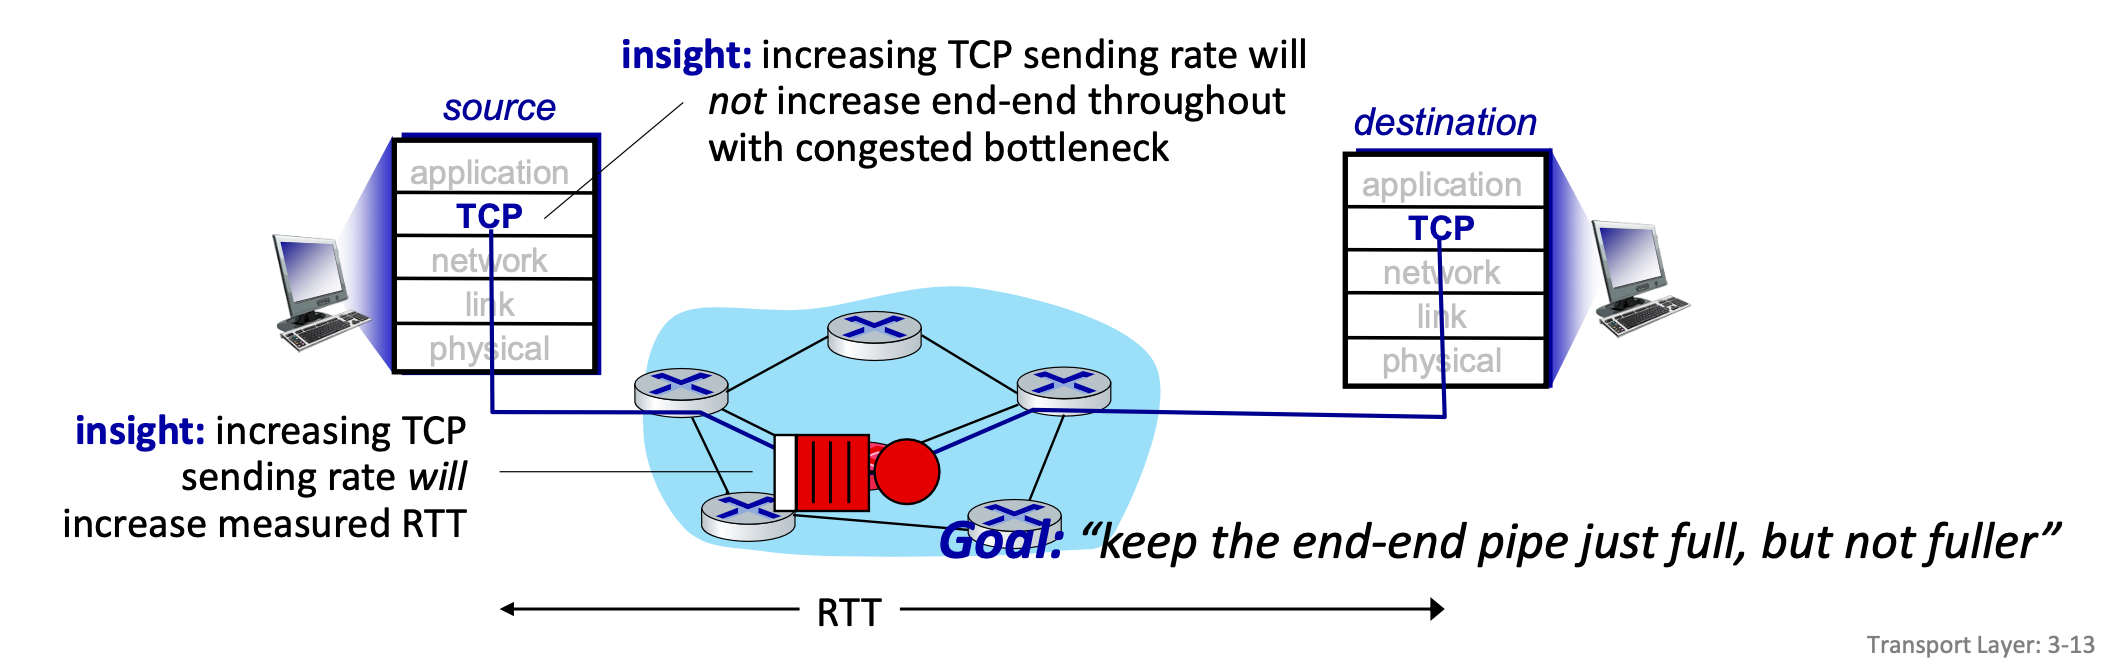 insight: increasing TCP sending rate will
not increase end-end throughout
with congested bottleneck
source
application
TCP
network
link
physical
destination
application
TCP
network
link
physical
insight: increasing TCP
sending rate will
increase measured RTT
Goal: “keep the end-end pipe just full, but not fuller”
RTT
Transport Layer: 3-13